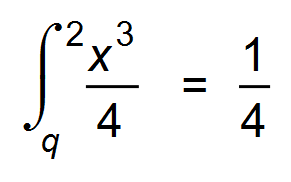 ∫_q^2 x^3/4 = 1/4